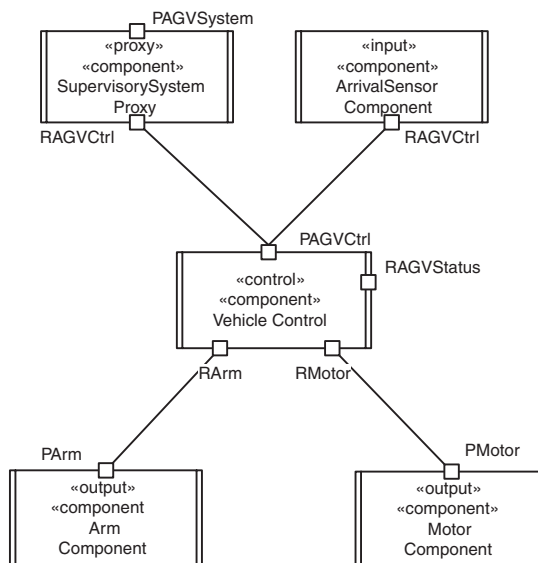 PAGVSystem
«proxy»
«component»
SupervisorySystem
Proxy
RAGVCtrl
«input»
«component»
ArrivalSensor
Component
RAGVCtrl
PAGVCtrl
RAGVStatus
«control»
«component»
Vehicle Control
RArm
RMotor
PArm
«output»
«component
Arm
Component
PMotor
«output»
«component»
Motor
Component